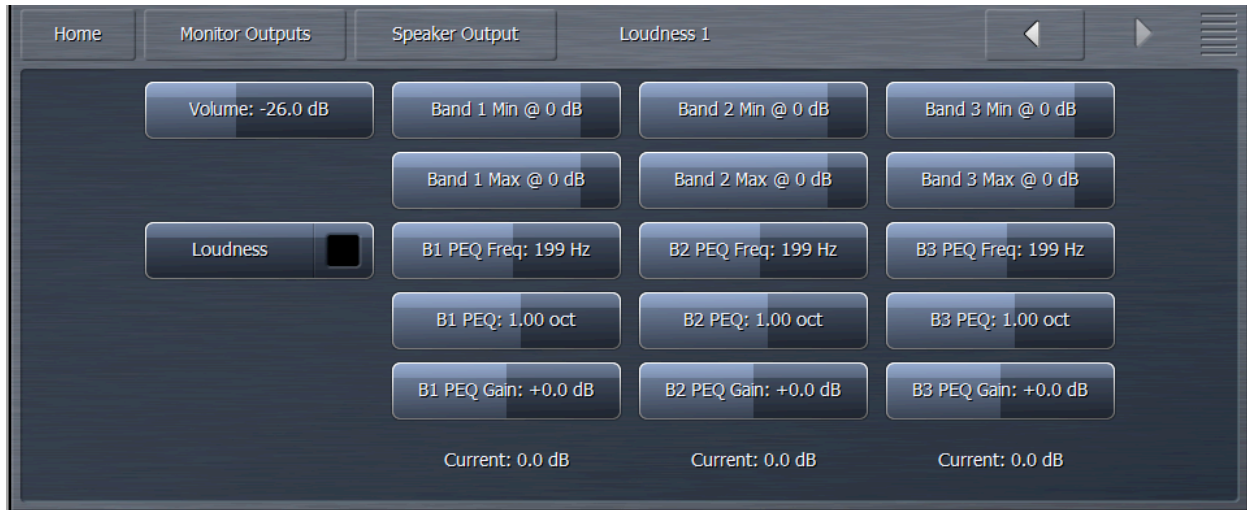 Home Monitor Outputs Speaker Output Loudness 1
Volume: -26.0 dB Band 1 Min @ 0 dB Band 2 Min @ 0 dB Band 3 Min @ 0 dB
Band 1 Max @ 0 dB Band 2 Max @ 0 dB Band 3 Max @ 0 dB
Loudness B1 PEQ Freq: 199 Hz B2 PEQ Freq: 199 Hz B3 PEQ Freq: 199 Hz
B1 PEQ: 1.00 oct B2 PEQ: 1.00 oct B3 PEQ: 1.00 oct
B1 PEQ Gain: +0.0 dB B2 PEQ Gain: +0.0 dB B3 PEQ Gain: +0.0 dB
Current: 0.0 dB Current: 0.0 dB Current: 0.0 dB